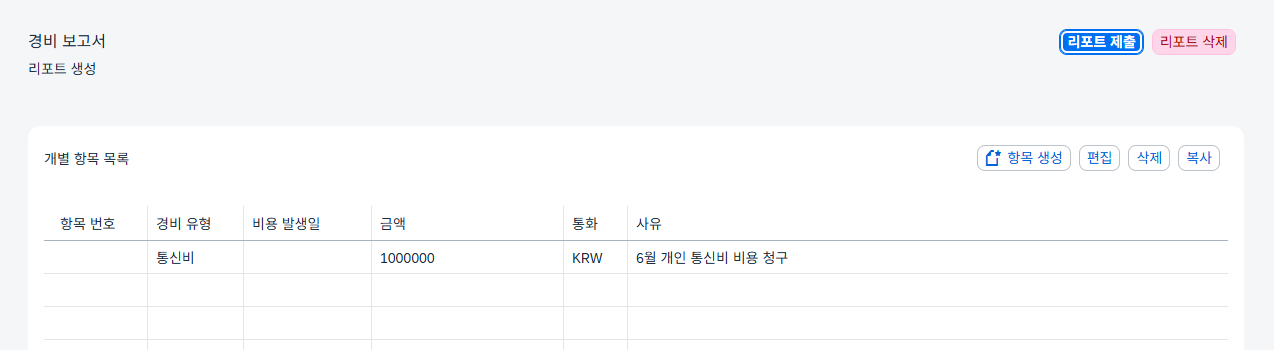 경비 보고서
리포트 제출 리포트 삭제
리포트 생성
개별 항목 목록
항목 생성 편집 삭제 복사
항목 번호 경비 유형 비용 발생일 금액 통화 사유
통신비 1000000 KRW 6월 개인 통신비 비용 청구